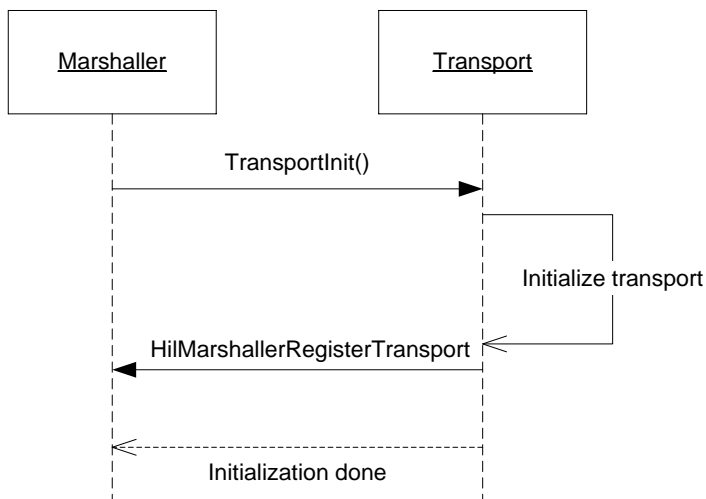 Marshaller
Transport
TransportInit()
Initialize transport
HilMarshallerRegisterTransport
Initialization done